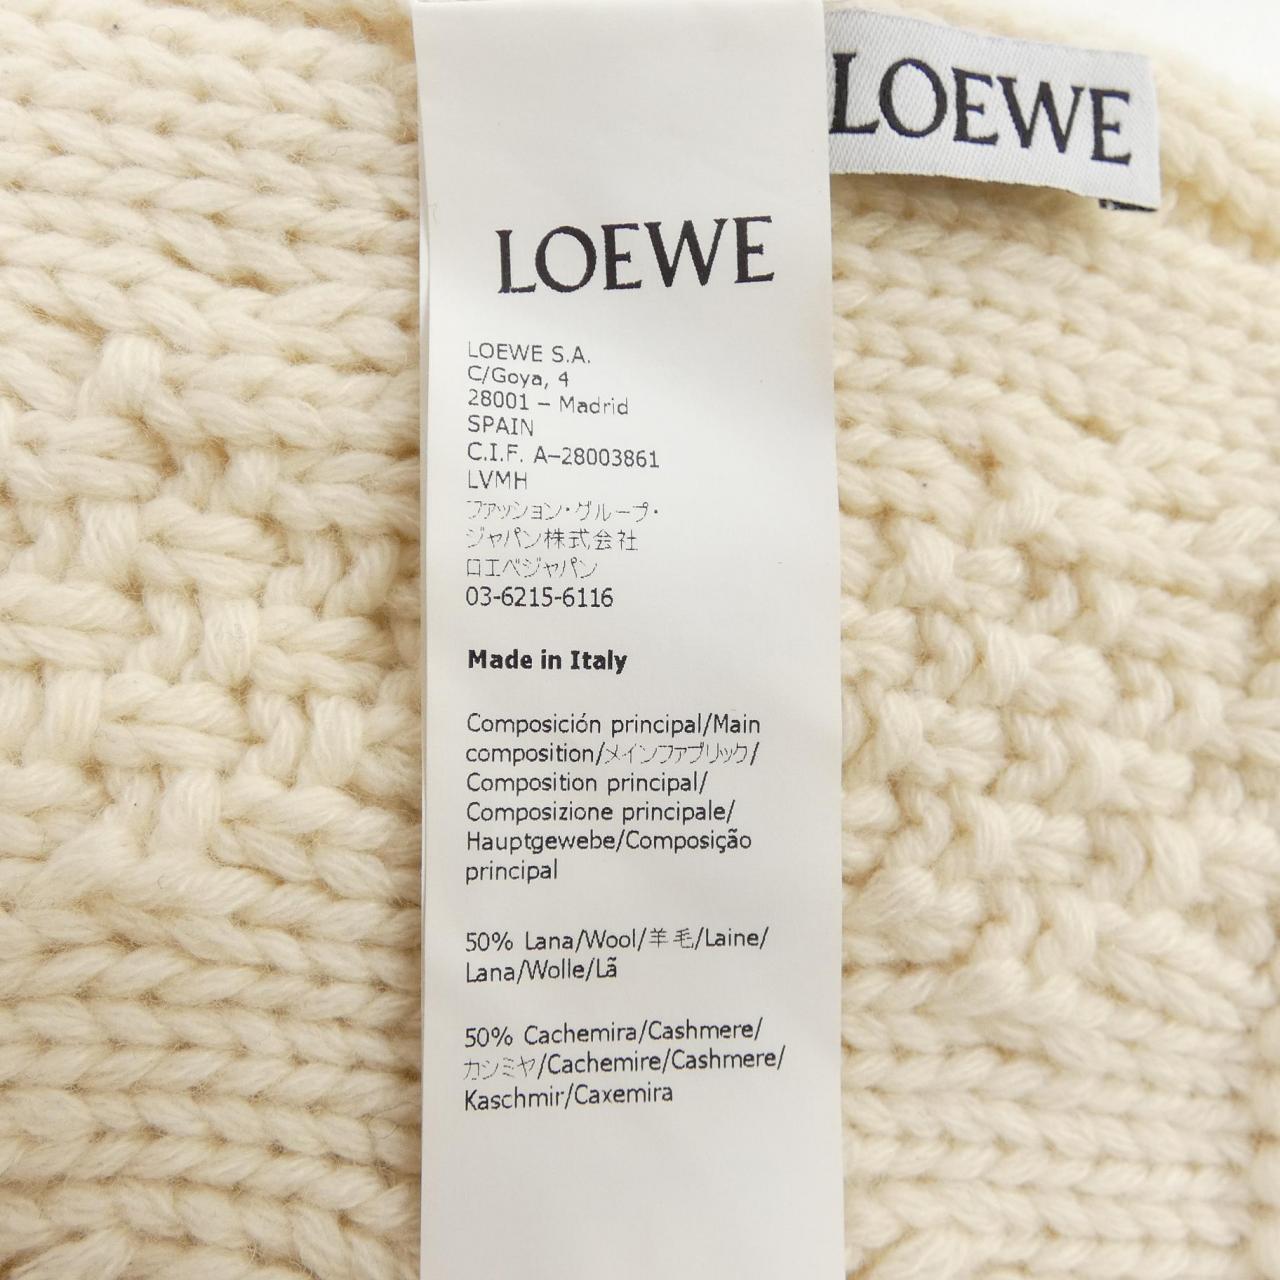 LOEWE
LOEWE
LOEWE S.A.
C/Goya, 4
28001 – Madrid
SPAIN
C.I.F. A–28003861
LVMH
ファッション・グループ・
ジャパン株式会社
ロエベジャパン
03-6215-6116
Made in Italy
Composición principal/Main
composition/メインファブリック/
Composition principal/
Composizione principale/
Hauptgewebe/Composição
principal
50% Lana/Wool/羊毛/Laine/
Lana/Wolle/Lã
50% Cachemira/Cashmere/
カシミヤ/Cachemire/Cashmere/
Kaschmir/Caxemira